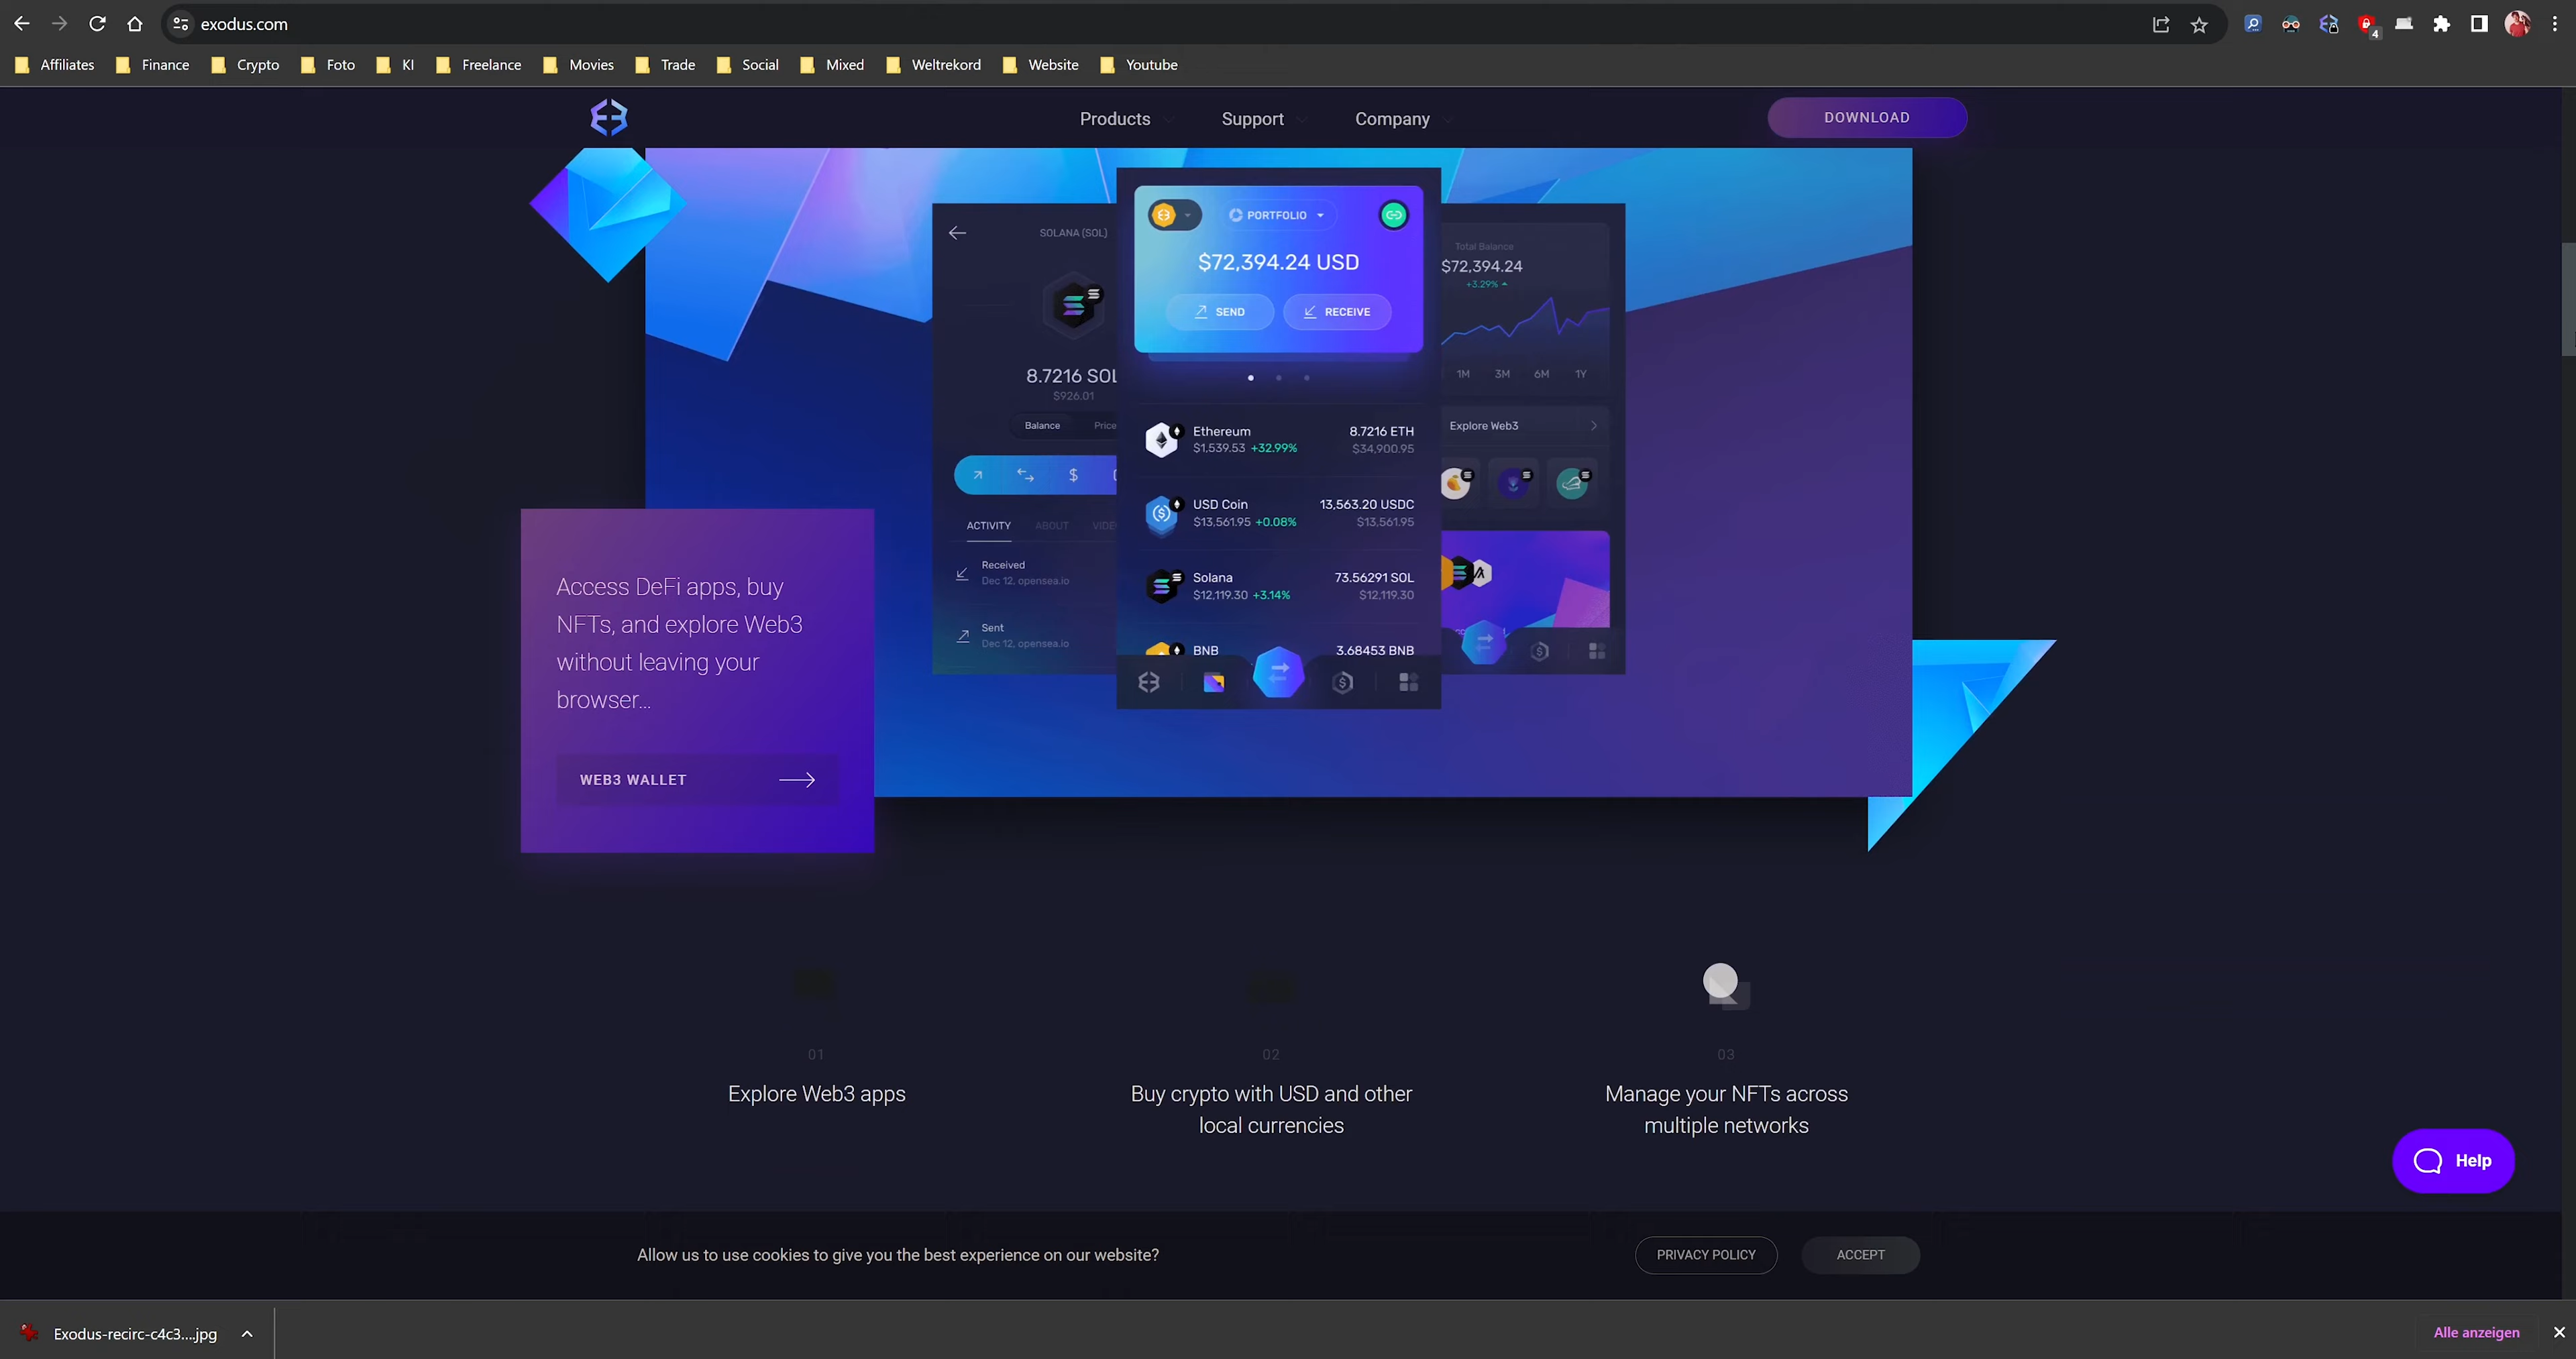 exodus.com
4
Affiliates
Finance
Crypto
Foto
KI
Freelance
Movies
Trade
Social
Mixed
Weltrekord
Website
Youtube
Products
Support
Company
DOWNLOAD
SOLANA (SOL)
8.7216 SOL
$926.01
Balance
Price
$
ACTIVITY
ABOUT
VIDE
Received
Dec 12, opensea.io
Sent
Dec 12, opensea.io
PORTFOLIO
$72,394.24 USD
SEND
RECEIVE
Ethereum
8.7216 ETH
$1,539.53 +32.99%
$34,900.95
USD Coin
13,563.20 USDC
$13,561.95 +0.08%
$13,561.95
Solana
73.56291 SOL
$12,119.30 +3.14%
$12,119.30
BNB
3.68453 BNB
Total Balance
$72,394.24
+3.29%
1M
3M
6M
1Y
Explore Web3
Access DeFi apps, buy
NFTs, and explore Web3
without leaving your
browser...
WEB3 WALLET
01
Explore Web3 apps
02
Buy crypto with USD and other
local currencies
03
Manage your NFTs across
multiple networks
Help
Allow us to use cookies to give you the best experience on our website?
PRIVACY POLICY
ACCEPT
Exodus-recirc-c4c3....jpg
Alle anzeigen